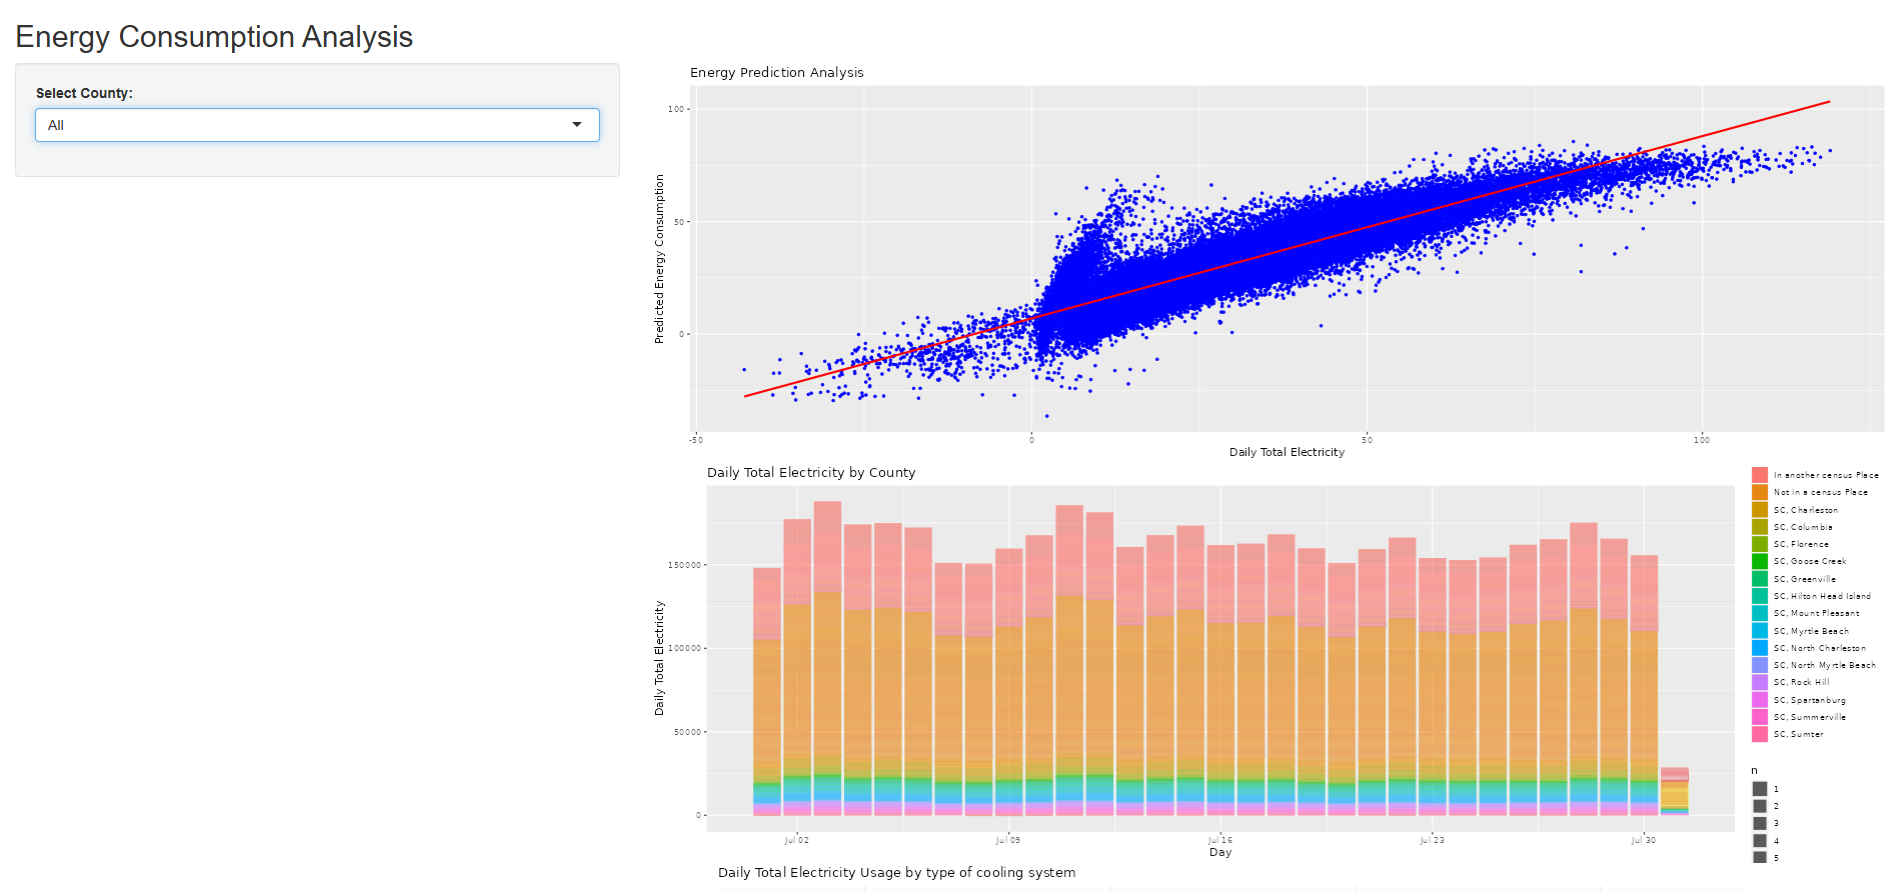 Energy Consumption Analysis
Select County:
All
Energy Prediction Analysis
100
50
0
Predicted Energy Consumption
-50
0
50
100
Daily Total Electricity
Daily Total Electricity by County
150000
100000
50000
0
Daily Total Electricity
Jul 02
Jul 09
Jul 16
Jul 23
Jul 30
Day
In another census Place
Not in a census Place
SC, Charleston
SC, Columbia
SC, Florence
SC, Goose Creek
SC, Greenville
SC, Hilton Head Island
SC, Mount Pleasant
SC, Myrtle Beach
SC, North Charleston
SC, North Myrtle Beach
SC, Rock Hill
SC, Spartanburg
SC, Summerville
SC, Sumter
n
1
2
3
4
5
Daily Total Electricity Usage by type of cooling system